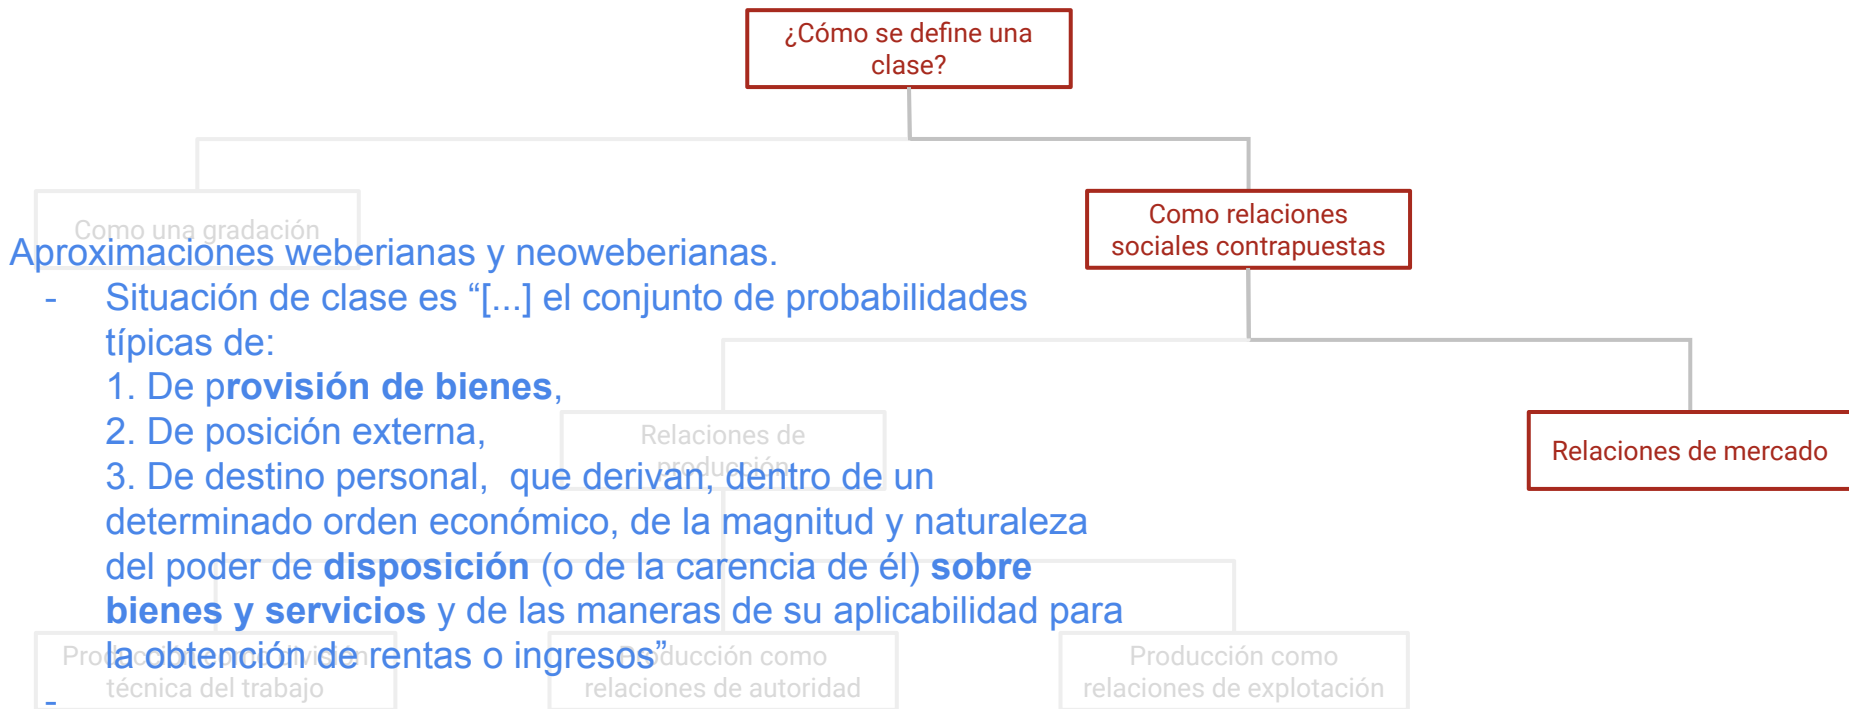 ¿Cómo se define una
clase?
Como una gradación
Como relaciones
sociales contrapuestas
Aproximaciones weberianas y neoweberianas.
- Situación de clase es “[...] el conjunto de probabilidades
típicas de:
1. De provisión de bienes,
2. De posición externa,
3. De destino personal,  que derivan, dentro de un
determinado orden económico, de la magnitud y naturaleza
del poder de disposición (o de la carencia de él) sobre
bienes y servicios y de las maneras de su aplicabilidad para
la obtención de rentas o ingresos”
-
Relaciones de
producción
Relaciones de mercado
Producción como división
técnica del trabajo
Producción como
relaciones de autoridad
Producción como
relaciones de explotación